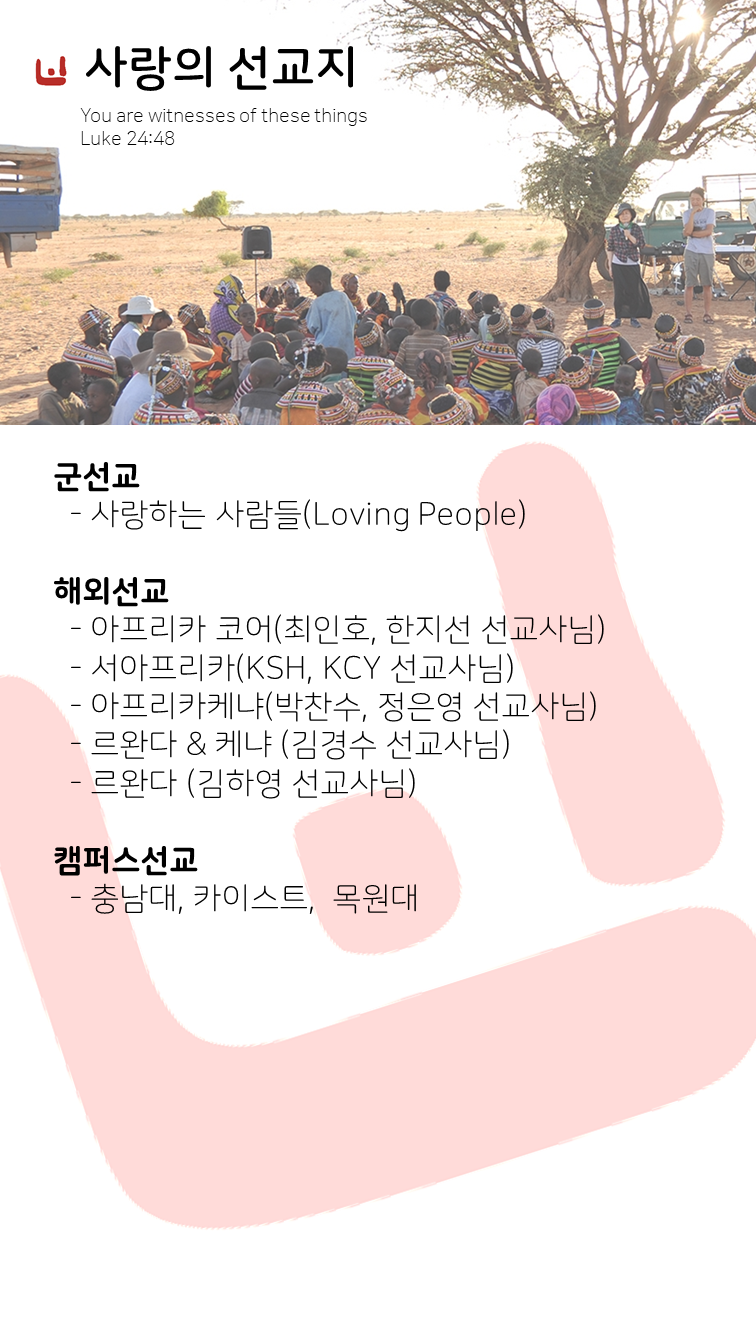 사랑의 선교지
You are witnesses of these things
Luke 24:48
군선교
- 사랑하는 사람들(Loving People)
해외선교
- 아프리카 코어(최인호, 한지선 선교사님)
- 서아프리카(KSH, KCY 선교사님)
- 아프리카케냐(박찬수, 정은영 선교사님)
- 르완다 & 케냐 (김경수 선교사님)
- 르완다 (김하영 선교사님)
캠퍼스선교
- 충남대, 카이스트,  목원대